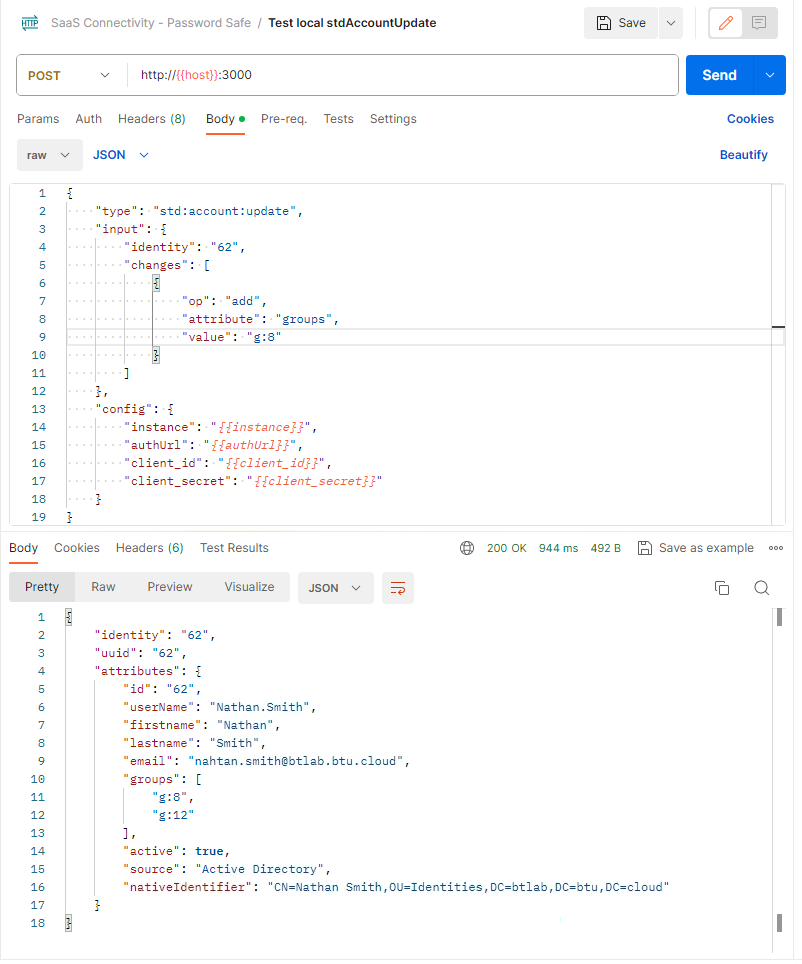 HTTP SaaS Connectivity - Password Safe / Test local stdAccountUpdate Save
POST http://{{host}}:3000 Send
Params Auth Headers (8) Body Pre-req. Tests Settings Cookies
raw JSON Beautify
1 {
2 "type": "std:account:update",
3 "input": {
4 "identity": "62",
5 "changes": [
6 {
7 "op": "add",
8 "attribute": "groups",
9 "value": "g:8"
10 }
11 ]
12 },
13 "config": {
14 "instance": "{{instance}}",
15 "authUrl": "{{authUrl}}",
16 "client_id": "{{client_id}}",
17 "client_secret": "{{client_secret}}"
18 }
19 }
Body Cookies Headers (6) Test Results 200 OK 944 ms 492 B Save as example
Pretty Raw Preview Visualize JSON
1 {
2 "identity": "62",
3 "uuid": "62",
4 "attributes": {
5 "id": "62",
6 "userName": "Nathan.Smith",
7 "firstname": "Nathan",
8 "lastname": "Smith",
9 "email": "nahtan.smith@btlab.btu.cloud",
10 "groups": [
11 "g:8",
12 "g:12"
13 ],
14 "active": true,
15 "source": "Active Directory",
16 "nativeIdentifier": "CN=Nathan Smith,OU=Identities,DC=btlab,DC=btu,DC=cloud"
17 }
18 }